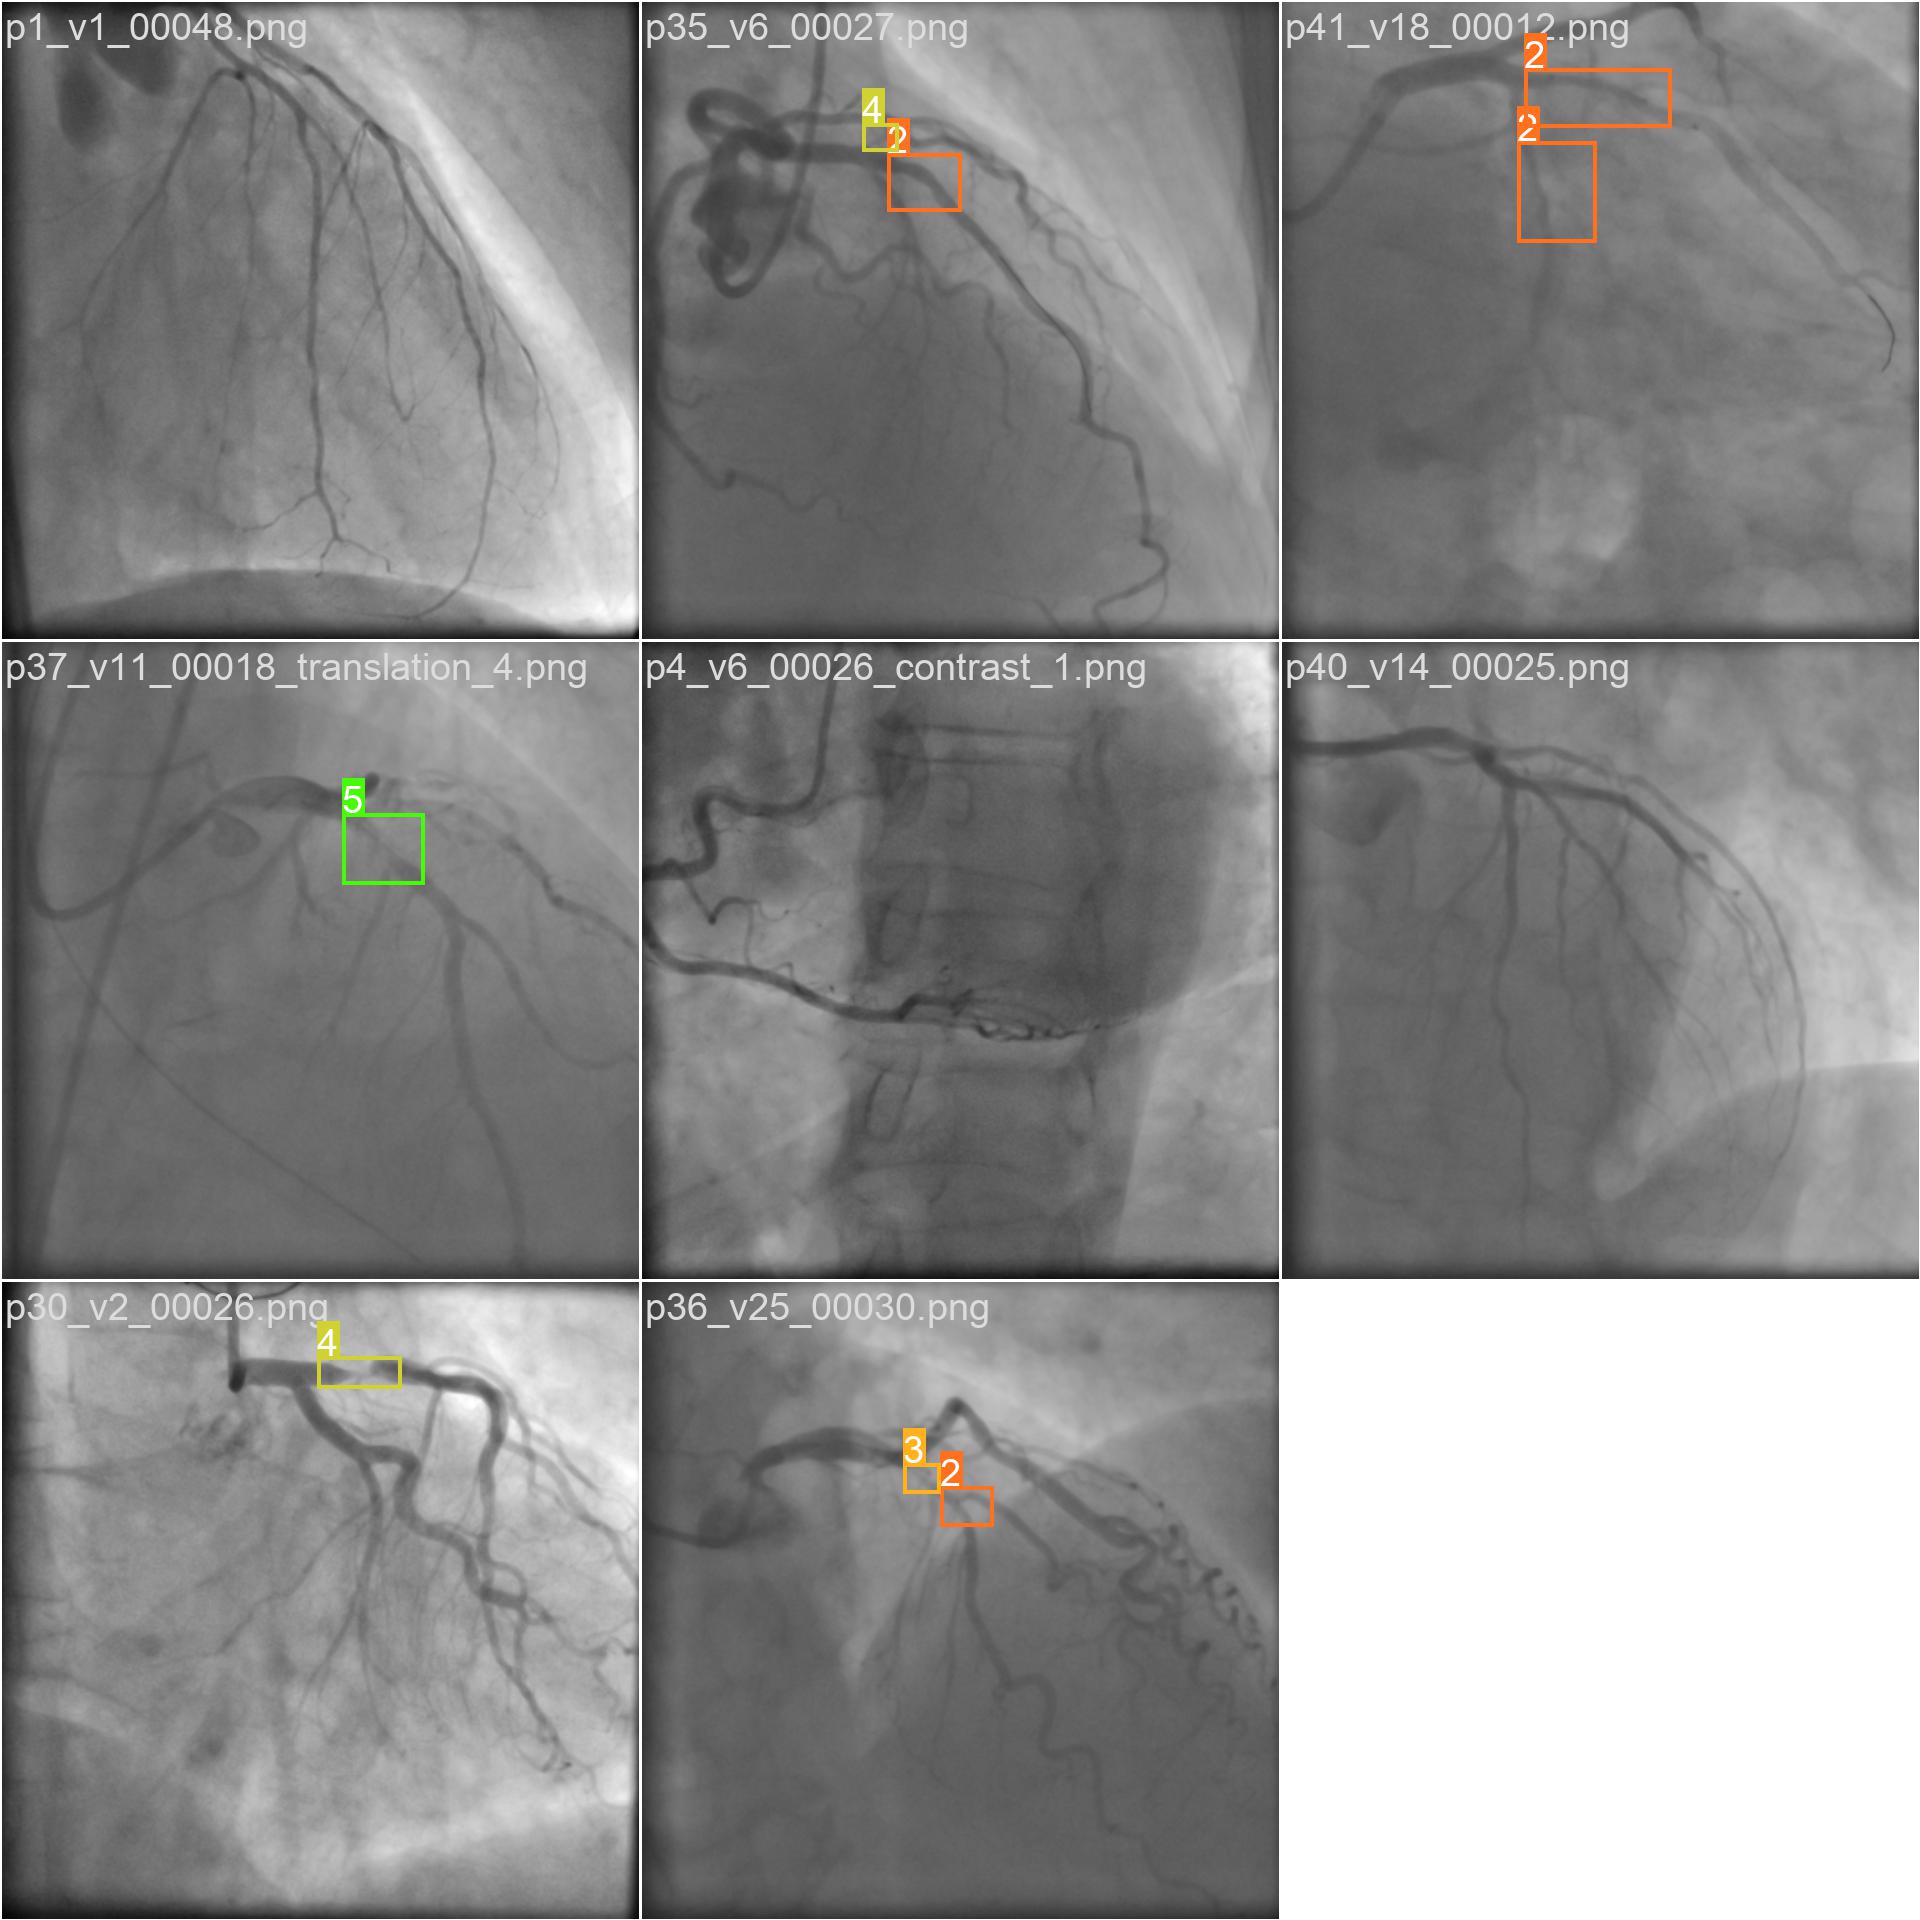 p1_v1_00048.png
p35_v6_00027.png
4
2
p41_v18_00012.png
2
2
p37_v11_00018_translation_4.png
5
p4_v6_00026_contrast_1.png
p40_v14_00025.png
p30_v2_00026.png
4
p36_v25_00030.png
3
2